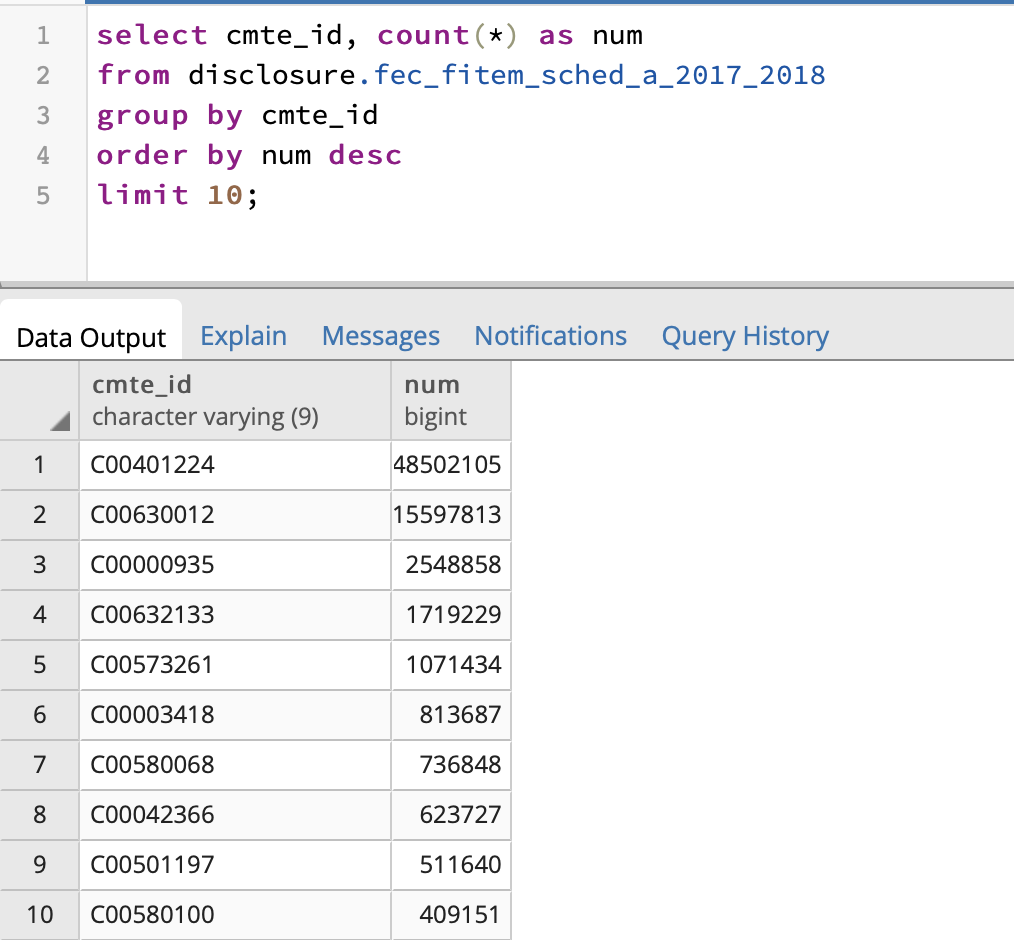 1 select cmte_id, count(*) as num
2 from disclosure.fec_fitem_sched_a_2017_2018
3 group by cmte_id
4 order by num desc
5 limit 10;
Data Output Explain Messages Notifications Query History
cmte_id num
character varying (9) bigint
1 C00401224 48502105
2 C00630012 15597813
3 C00000935 2548858
4 C00632133 1719229
5 C00573261 1071434
6 C00003418 813687
7 C00580068 736848
8 C00042366 623727
9 C00501197 511640
10 C00580100 409151